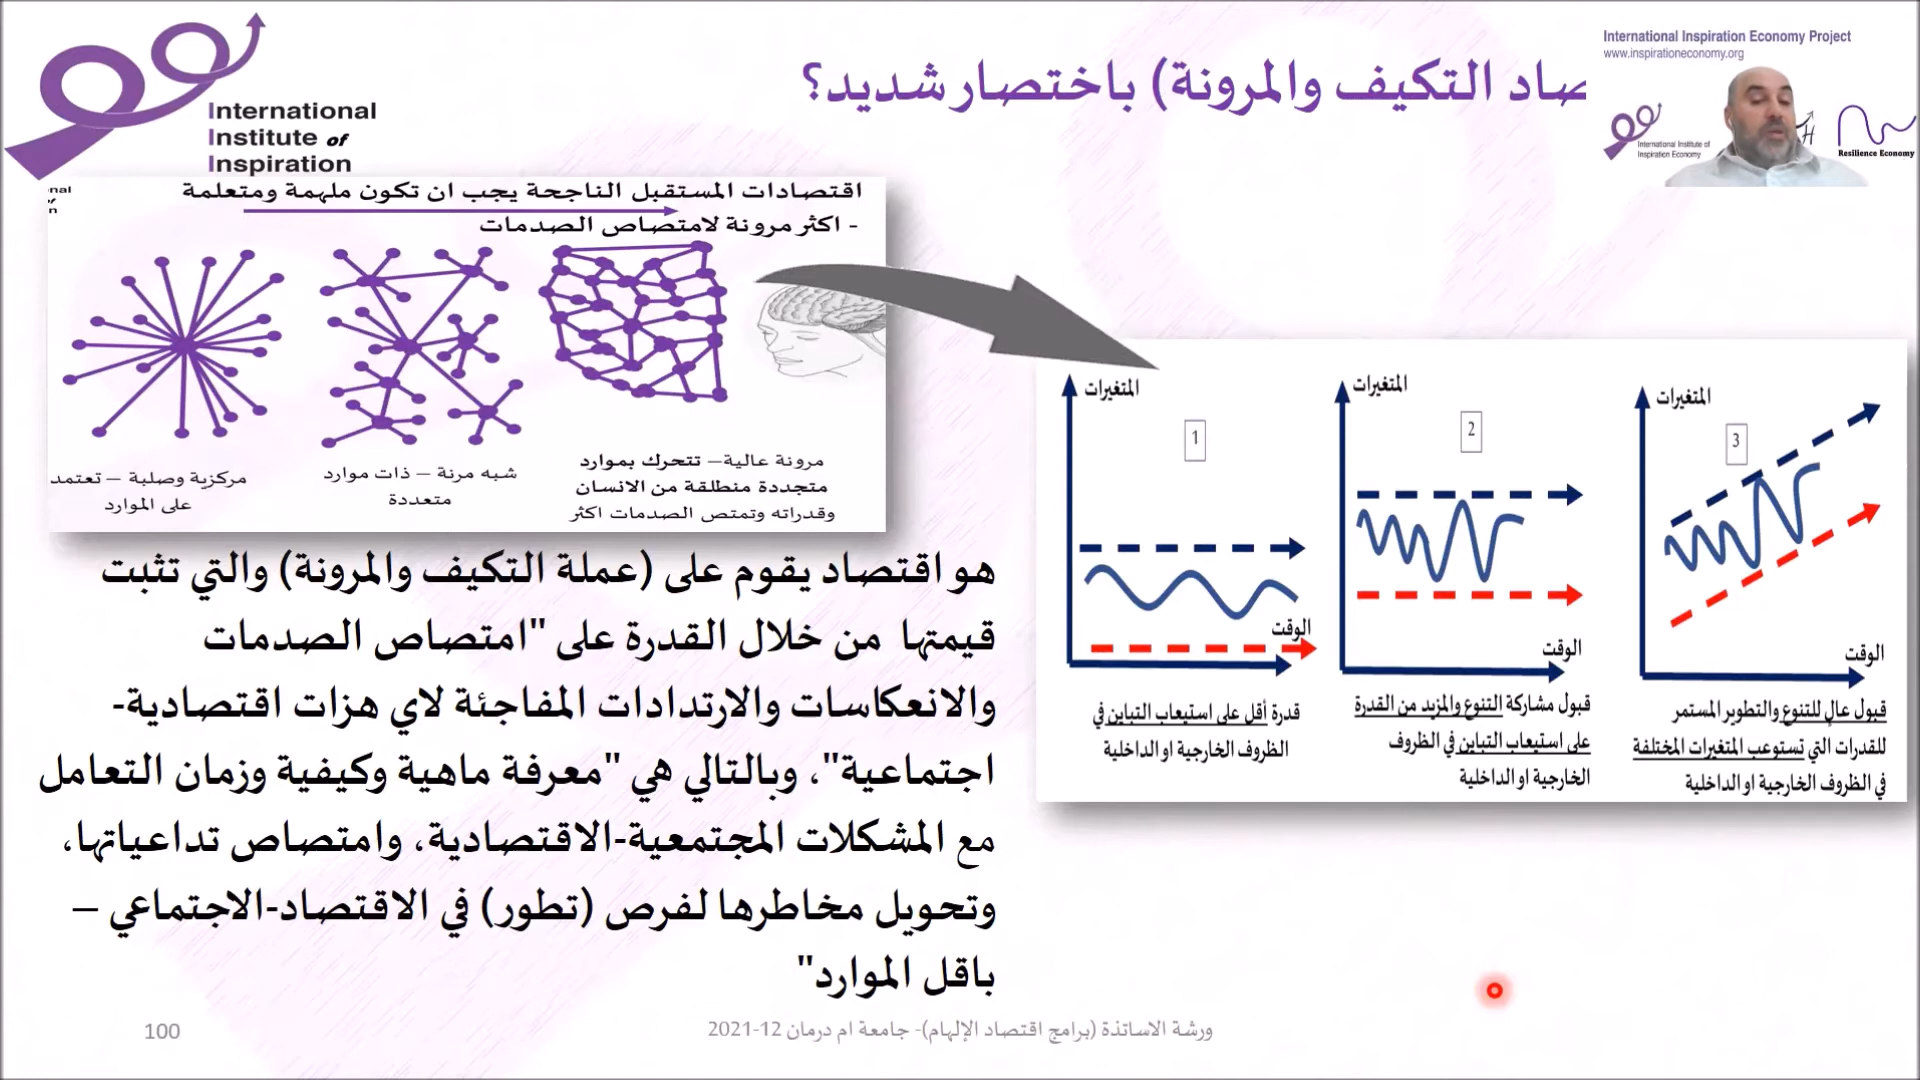 International Inspiration Economy Project
www.inspirationeconomy.org
International Institute of
Inspiration Economy
H
Resilience Economy
International
Institute of
Inspiration
صاد التكيف والمرونة) باختصار شديد؟
nal
of
n
اقتصادات المستقبل الناجحة يجب ان تكون ملهمة ومتعلمة
- اكثر مرونة لامتصاص الصدمات
مرونة عالية– تتحرك بموارد
متجددة منطلقة من الانسان
وقدراته وتمتص الصدمات اكثر
شبه مرنة – ذات موارد
متعددة
مركزية وصلبة – تعتمد
على الموارد
المتغيرات
1
الوقت
قدرة أقل على استيعاب التباين في
الظروف الخارجية او الداخلية
المتغيرات
2
الوقت
قبول مشاركة التنوع والمزيد من القدرة
على استيعاب التباين في الظروف
الخارجية او الداخلية
المتغيرات
3
الوقت
قبول عالٍ للتنوع والتطوير المستمر
للقدرات التي تستوعب المتغيرات المختلفة
في الظروف الخارجية او الداخلية
هو اقتصاد يقوم على (عملة التكيف والمرونة) والتي تثبت
قيمتها من خلال القدرة على "امتصاص الصدمات
والانعكاسات والارتدادات المفاجئة لاي هزات اقتصادية-
اجتماعية"، وبالتالي هي "معرفة ماهية وكيفية وزمان التعامل
مع المشكلات المجتمعية-الاقتصادية، وامتصاص تداعياتها،
وتحويل مخاطرها لفرص (تطور) في الاقتصاد-الاجتماعي –
باقل الموارد"
ورشة الاساتذة (برامج اقتصاد الإلهام)- جامعة ام درمان 12-2021
100